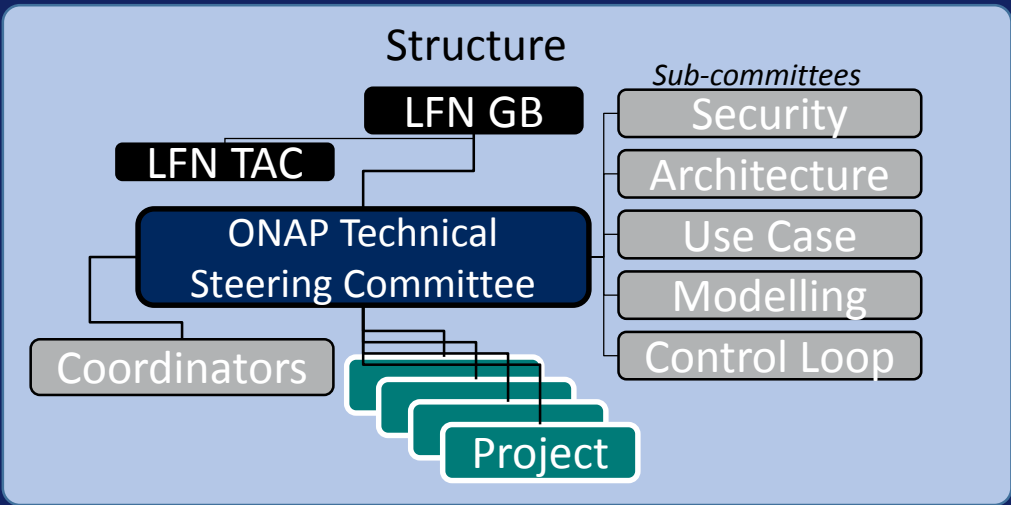 Structure
Sub-committees
LFN GB
LFN TAC
ONAP Technical
Steering Committee
Coordinators
Project
Security
Architecture
Use Case
Modelling
Control Loop